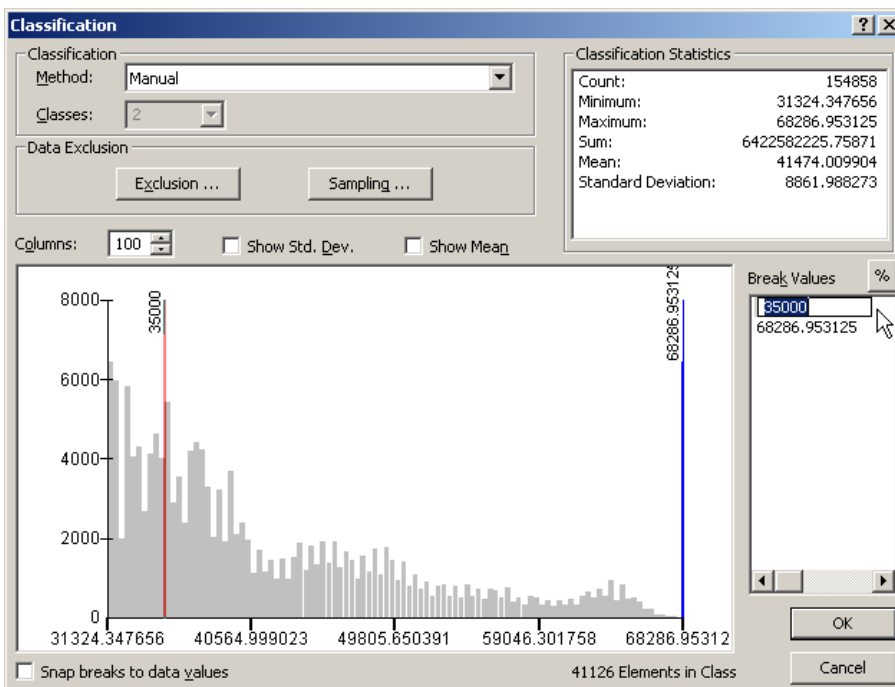 Classification
Classification
Method: Manual
Classes: 2
Data Exclusion
Exclusion ... Sampling ...
Classification Statistics
Count: 154858
Minimum: 31324.347656
Maximum: 68286.953125
Sum: 6422582225.75871
Mean: 41474.009904
Standard Deviation: 8861.988273
Columns: 100 Show Std. Dev. Show Mean
Break Values %
35000
68286.953125
35000
68286.953125
8000
6000
4000
2000
0
31324.347656 40564.999023 49805.650391 59046.301758 68286.95312
OK
Snap breaks to data values 41126 Elements in Class Cancel